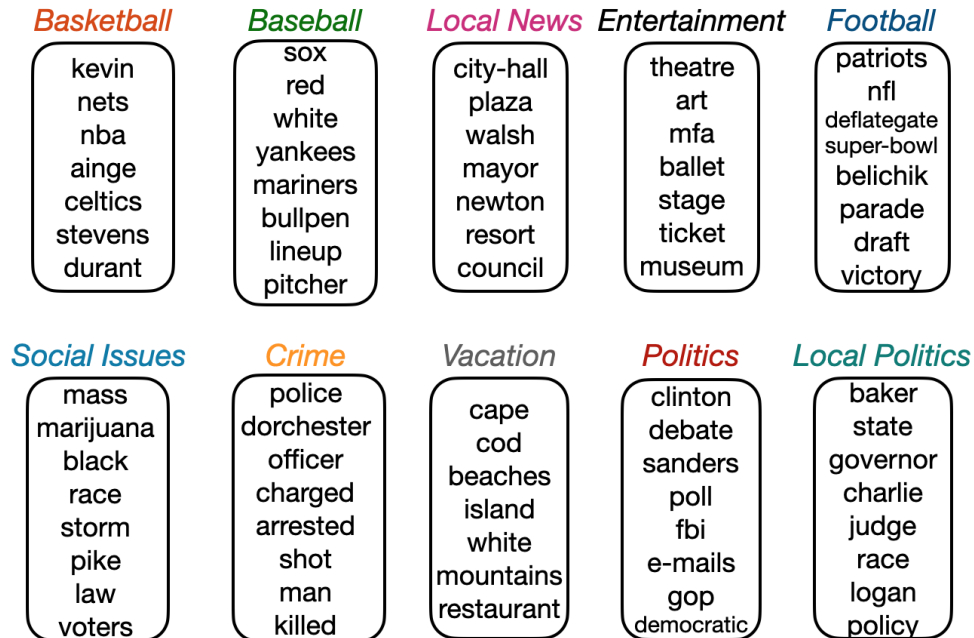 Basketball
kevin
nets
nba
ainge
celtics
stevens
durant
Baseball
sox
red
white
yankees
mariners
bullpen
lineup
pitcher
Local News
city-hall
plaza
walsh
mayor
newton
resort
council
Entertainment
theatre
art
mfa
ballet
stage
ticket
museum
Football
patriots
nfl
deflategate
super-bowl
belichik
parade
draft
victory
Social Issues
mass
marijuana
black
race
storm
pike
law
voters
Crime
police
dorchester
officer
charged
arrested
shot
man
killed
Vacation
cape
cod
beaches
island
white
mountains
restaurant
Politics
clinton
debate
sanders
poll
fbi
e-mails
gop
democratic
Local Politics
baker
state
governor
charlie
judge
race
logan
policy